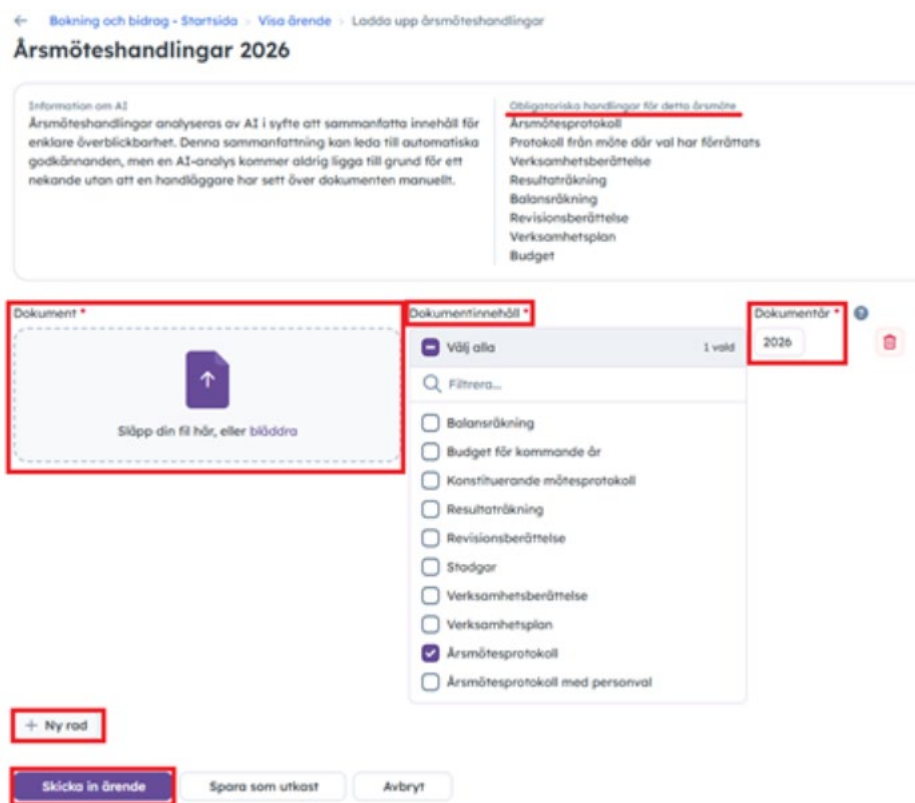 ← Bokning och bidrag - Startsida > Visa ärende > Ladda upp årsmöteshandlingar
Årsmöteshandlingar 2026
Information om AI
Årsmöteshandlingar analyseras av AI i syfte att sammanfatta innehåll för
enklare överblickbarhet. Denna sammanfattning kan leda till automatiska
godkännanden, men en AI-analys kommer aldrig ligga till grund för ett
nekande utan att en handläggare har sett över dokumenten manuellt.
Obligatoriska handlingar för detta årsmöte
Årsmötesprotokoll
Protokoll från möte där val har förrättats
Verksamhetsberättelse
Resultaträkning
Balansräkning
Revisionsberättelse
Verksamhetsplan
Budget
Dokument *
Släpp din fil här, eller bläddra
Dokumentinnehåll *
Välj alla 1 vald
Filtrera...
Balansräkning
Budget för kommande år
Konstituerande mötesprotokoll
Resultaträkning
Revisionsberättelse
Stadgar
Verksamhetsberättelse
Verksamhetsplan
Årsmötesprotokoll
Årsmötesprotokoll med personval
Dokumentår * ?
2026
+ Ny rad
Skicka in ärende Spara som utkast Avbryt